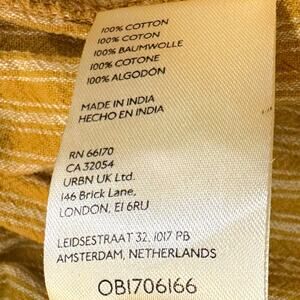 100% COTTON
100% COTON
100% BAUMWOLLE
100% COTONE
100% ALGODÓN
MADE IN INDIA
HECHO EN INDIA
RN 66170
CA 32054
URBN UK Ltd.
146 Brick Lane,
LONDON, E1 6RU
LEIDSESTRAAT 32, 1017 PB
AMSTERDAM, NETHERLANDS
OB1706166